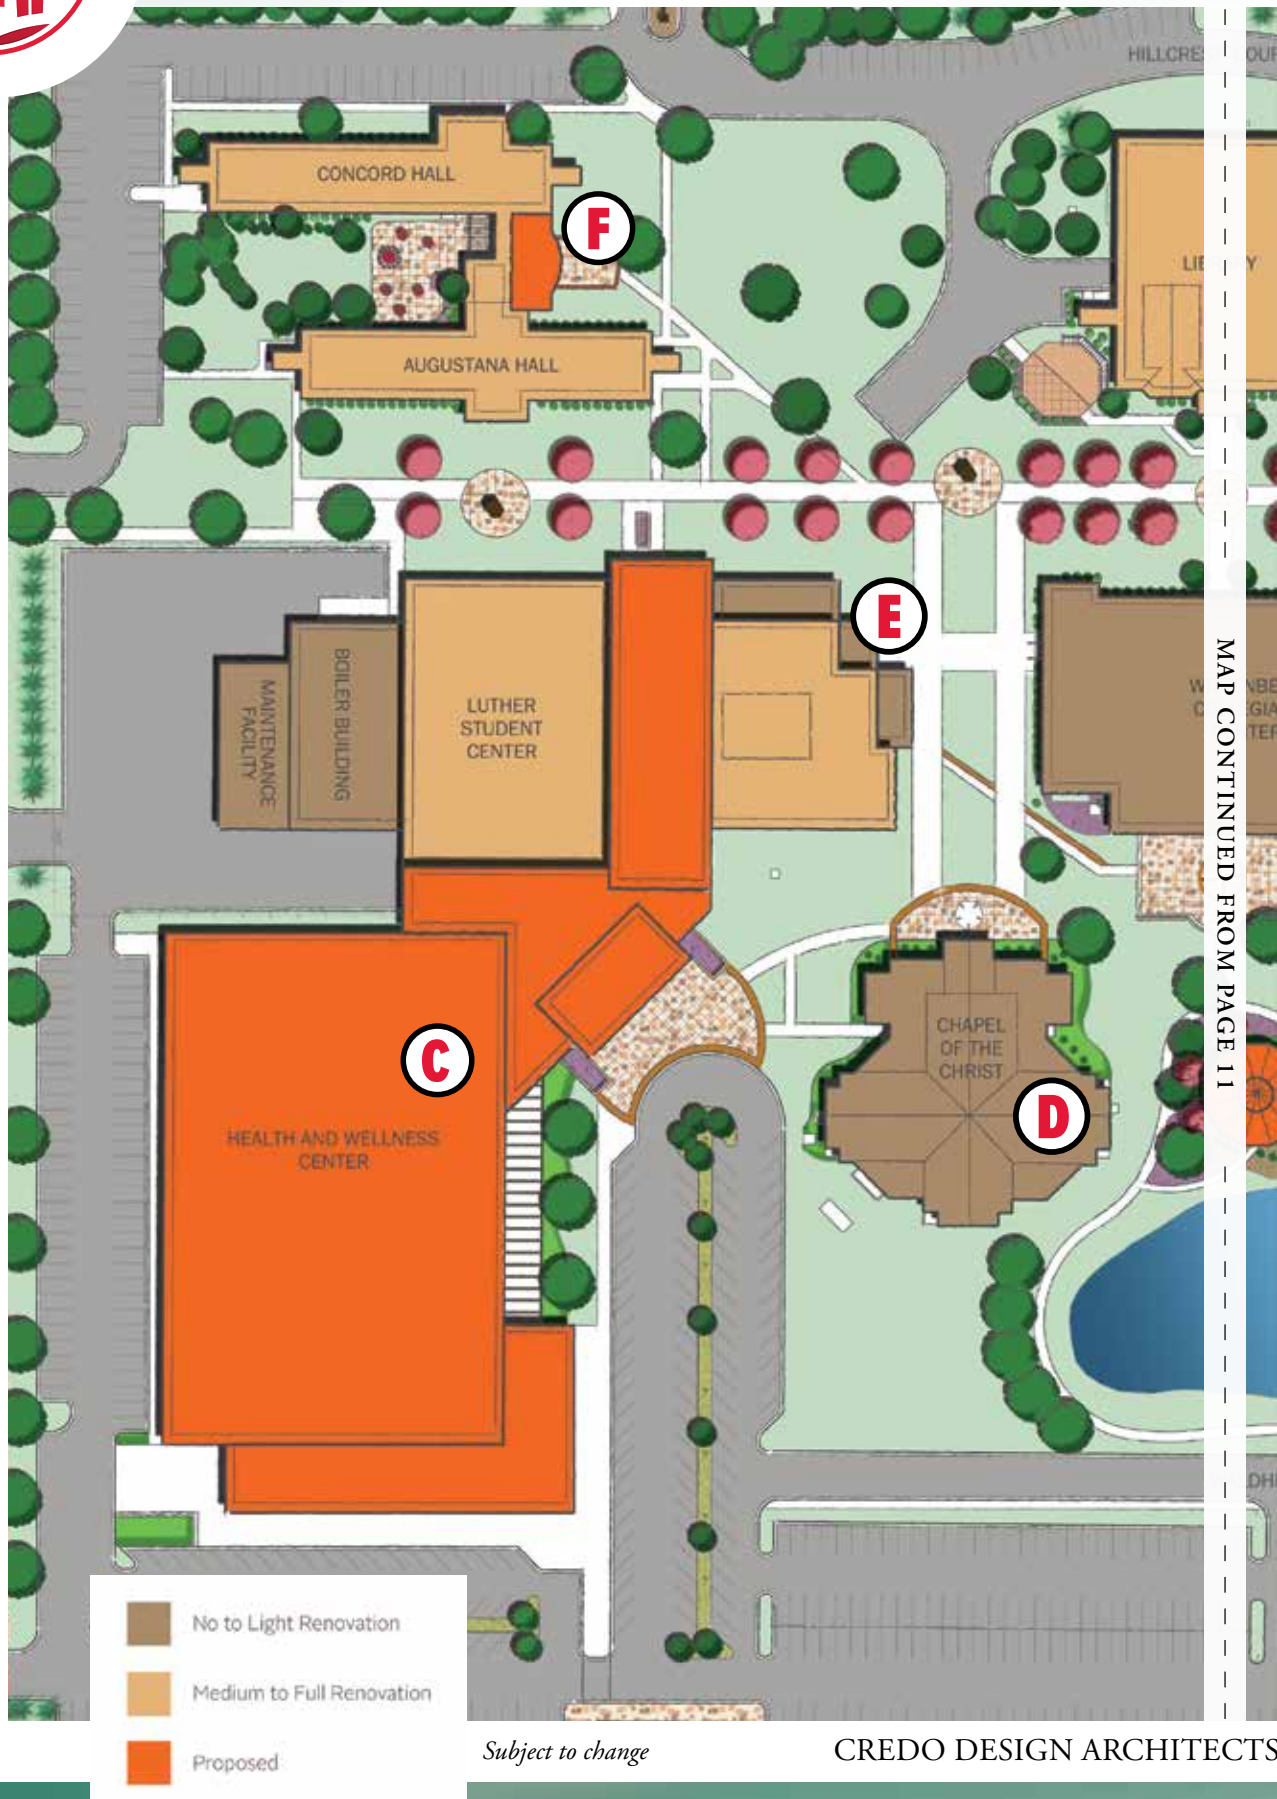 CONCORD HALL
F
AUGUSTANA HALL
E
LUTHER
STUDENT
CENTER
BOILER BUILDING
MAINTENANCE
FACILITY
MAP CONTINUED FROM PAGE 11
C
HEALTH AND WELLNESS
CENTER
CHAPEL
OF THE
CHRIST
D
No to Light Renovation
Medium to Full Renovation
Proposed
Subject to change
CREDO DESIGN ARCHITECTS